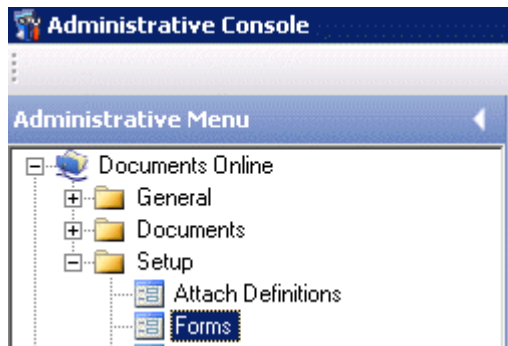 Administrative Console
Administrative Menu
Documents Online
General
Documents
Setup
Attach Definitions
Forms